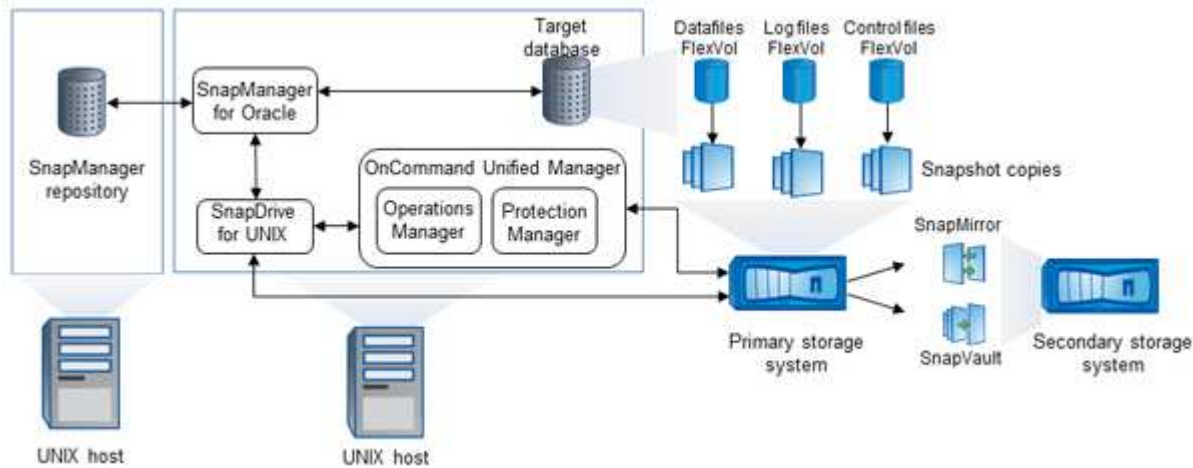 Target
database
Datafiles
FlexVol
Log files
FlexVol
Control files
FlexVol
SnapManager
for Oracle
SnapManager
repository
OnCommand Unified Manager
Snapshot copies
SnapDrive
for UNIX
Operations
Manager
Protection
Manager
SnapMirror
Primary storage
system
SnapVault
Secondary storage
system
UNIX host
UNIX host